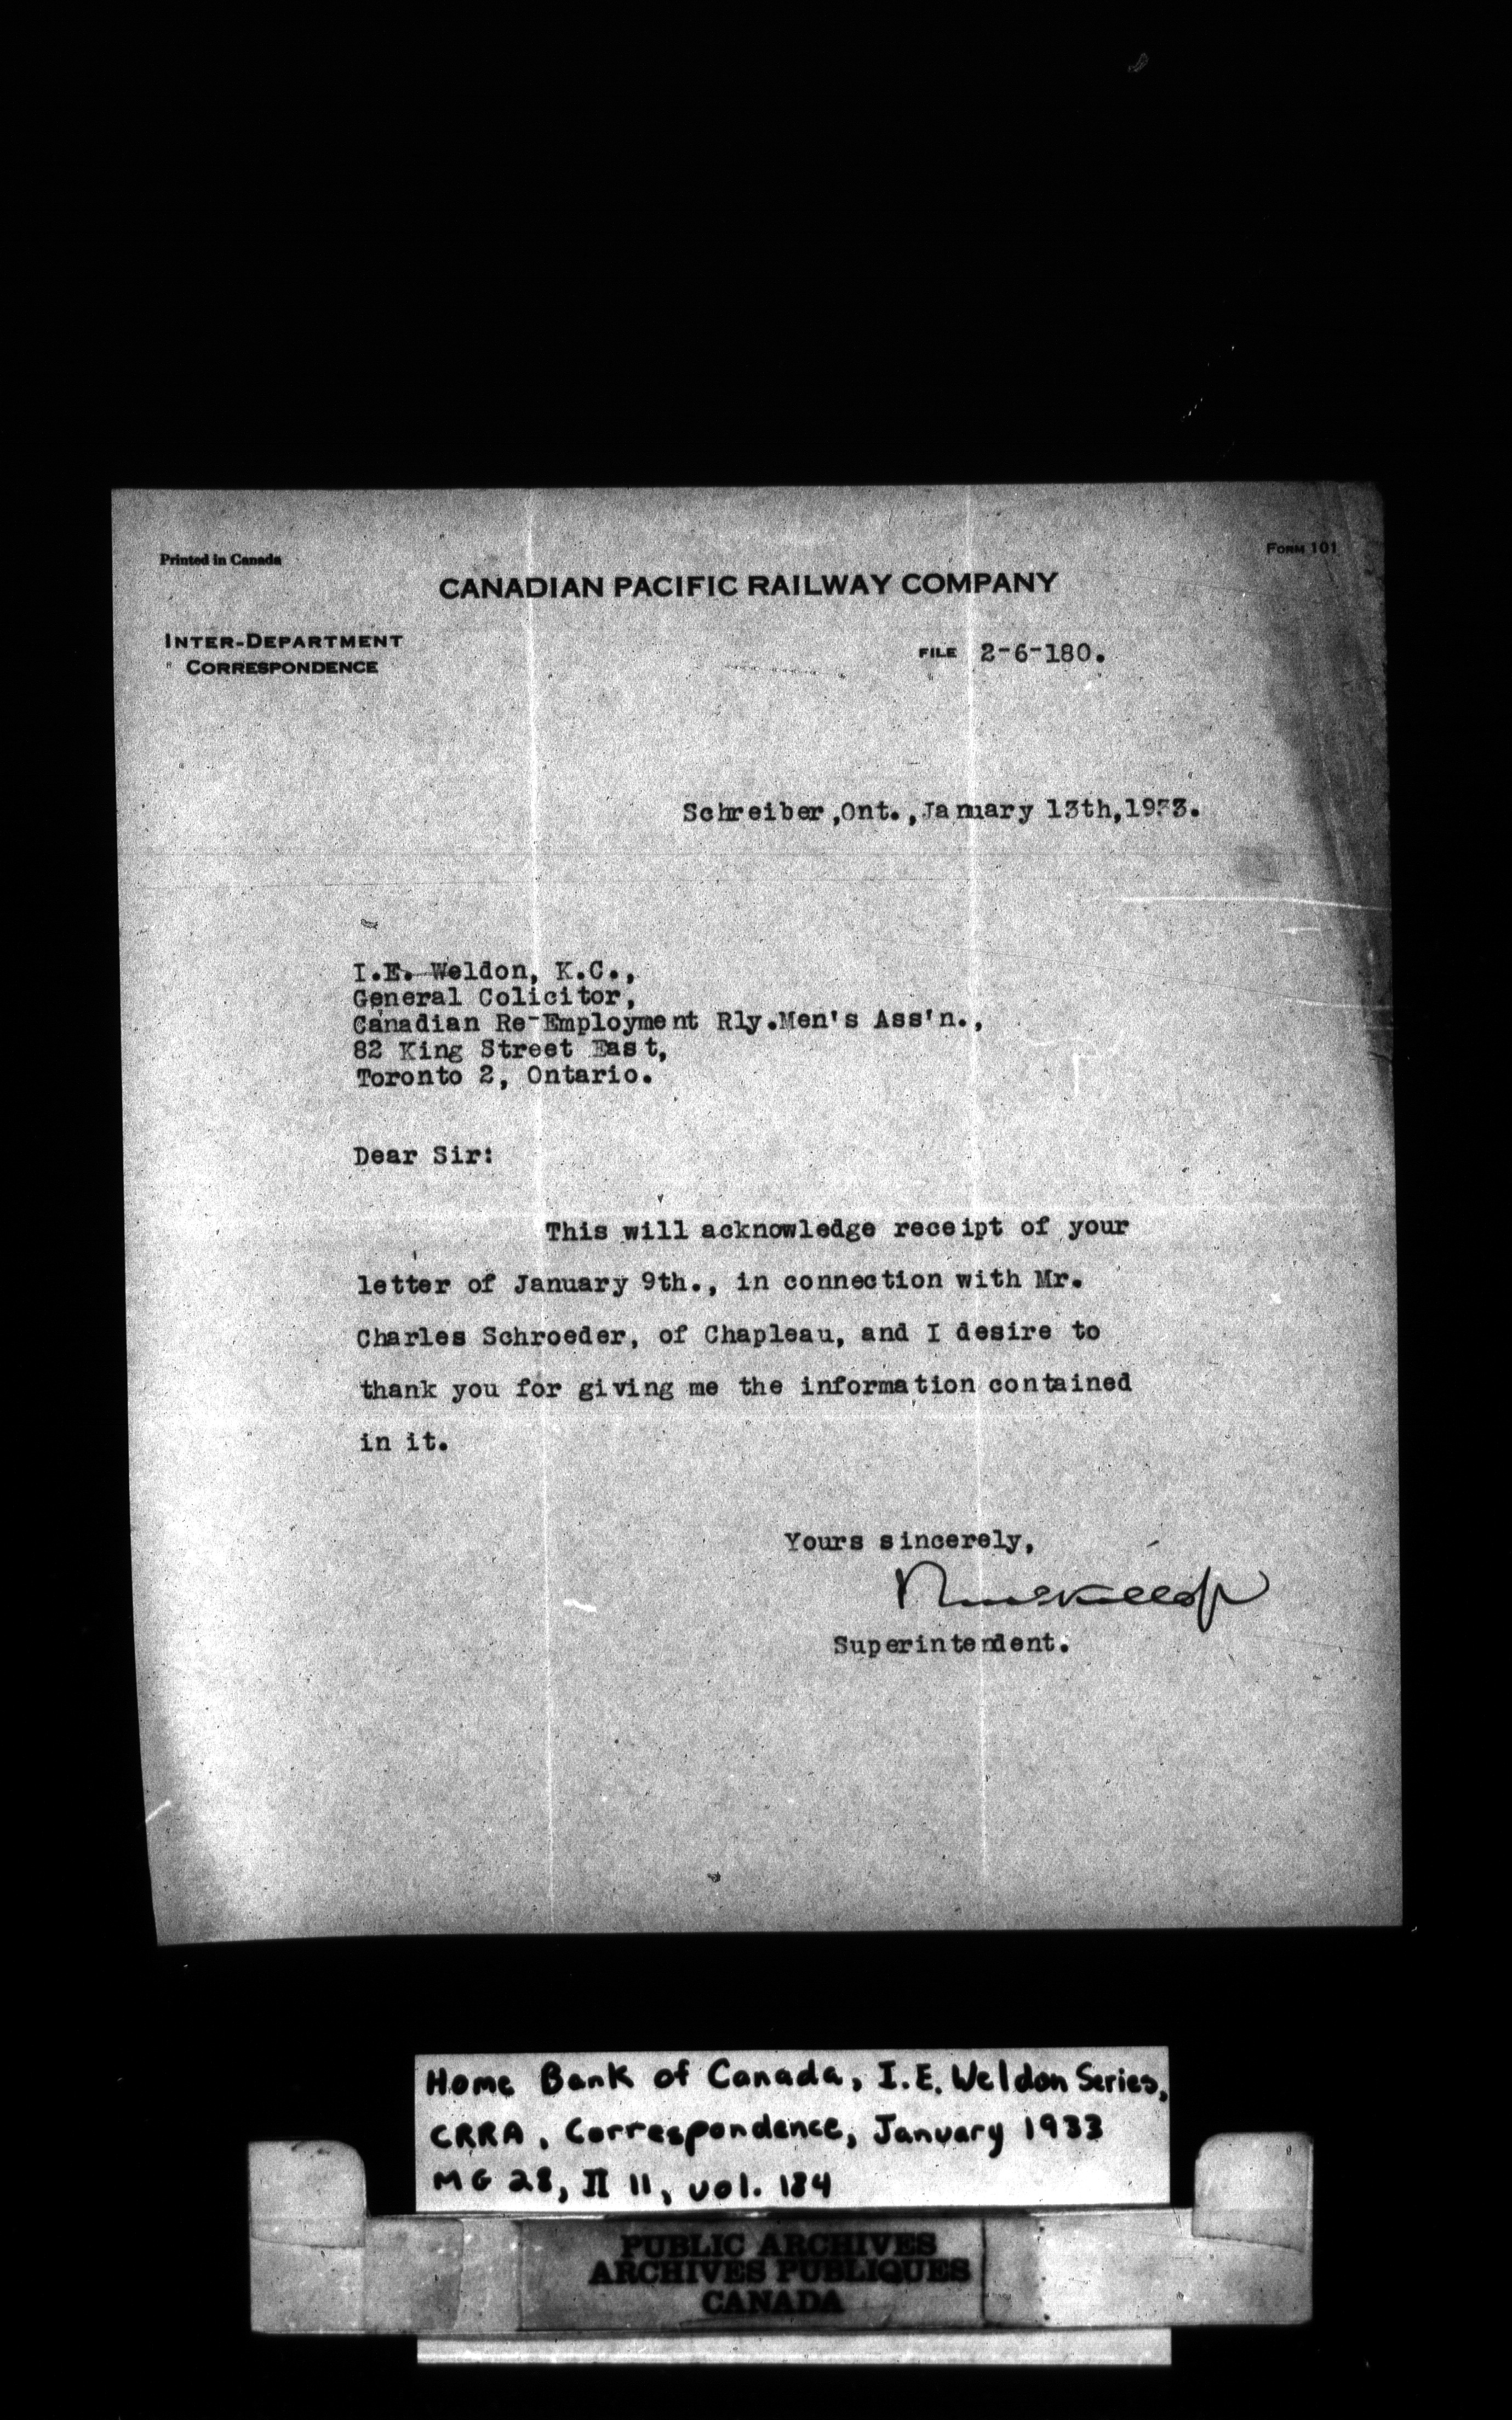 Printed in Canada
FORM 101
CANADIAN PACIFIC RAILWAY COMPANY
INTER-DEPARTMENT
CORRESPONDENCE
FILE 2-6-180.
Schreiber,Ont.,January 13th,1933.
I.E. Weldon, K.C.,
General Colicitor,
Canadian Re-Employment Rly.Men's Ass'n.,
82 King Street East,
Toronto 2, Ontario.
Dear Sir:
This will acknowledge receipt of your
letter of January 9th., in connection with Mr.
Charles Schroeder, of Chapleau, and I desire to
thank you for giving me the information contained
in it.
Yours sincerely,
Superintendent.
Home Bank of Canada, I.E. Weldon Series,
CRRA, Correspondence, January 1933
MG 28, II 11, vol. 184
PUBLIC ARCHIVES
ARCHIVES PUBLIQUES
CANADA